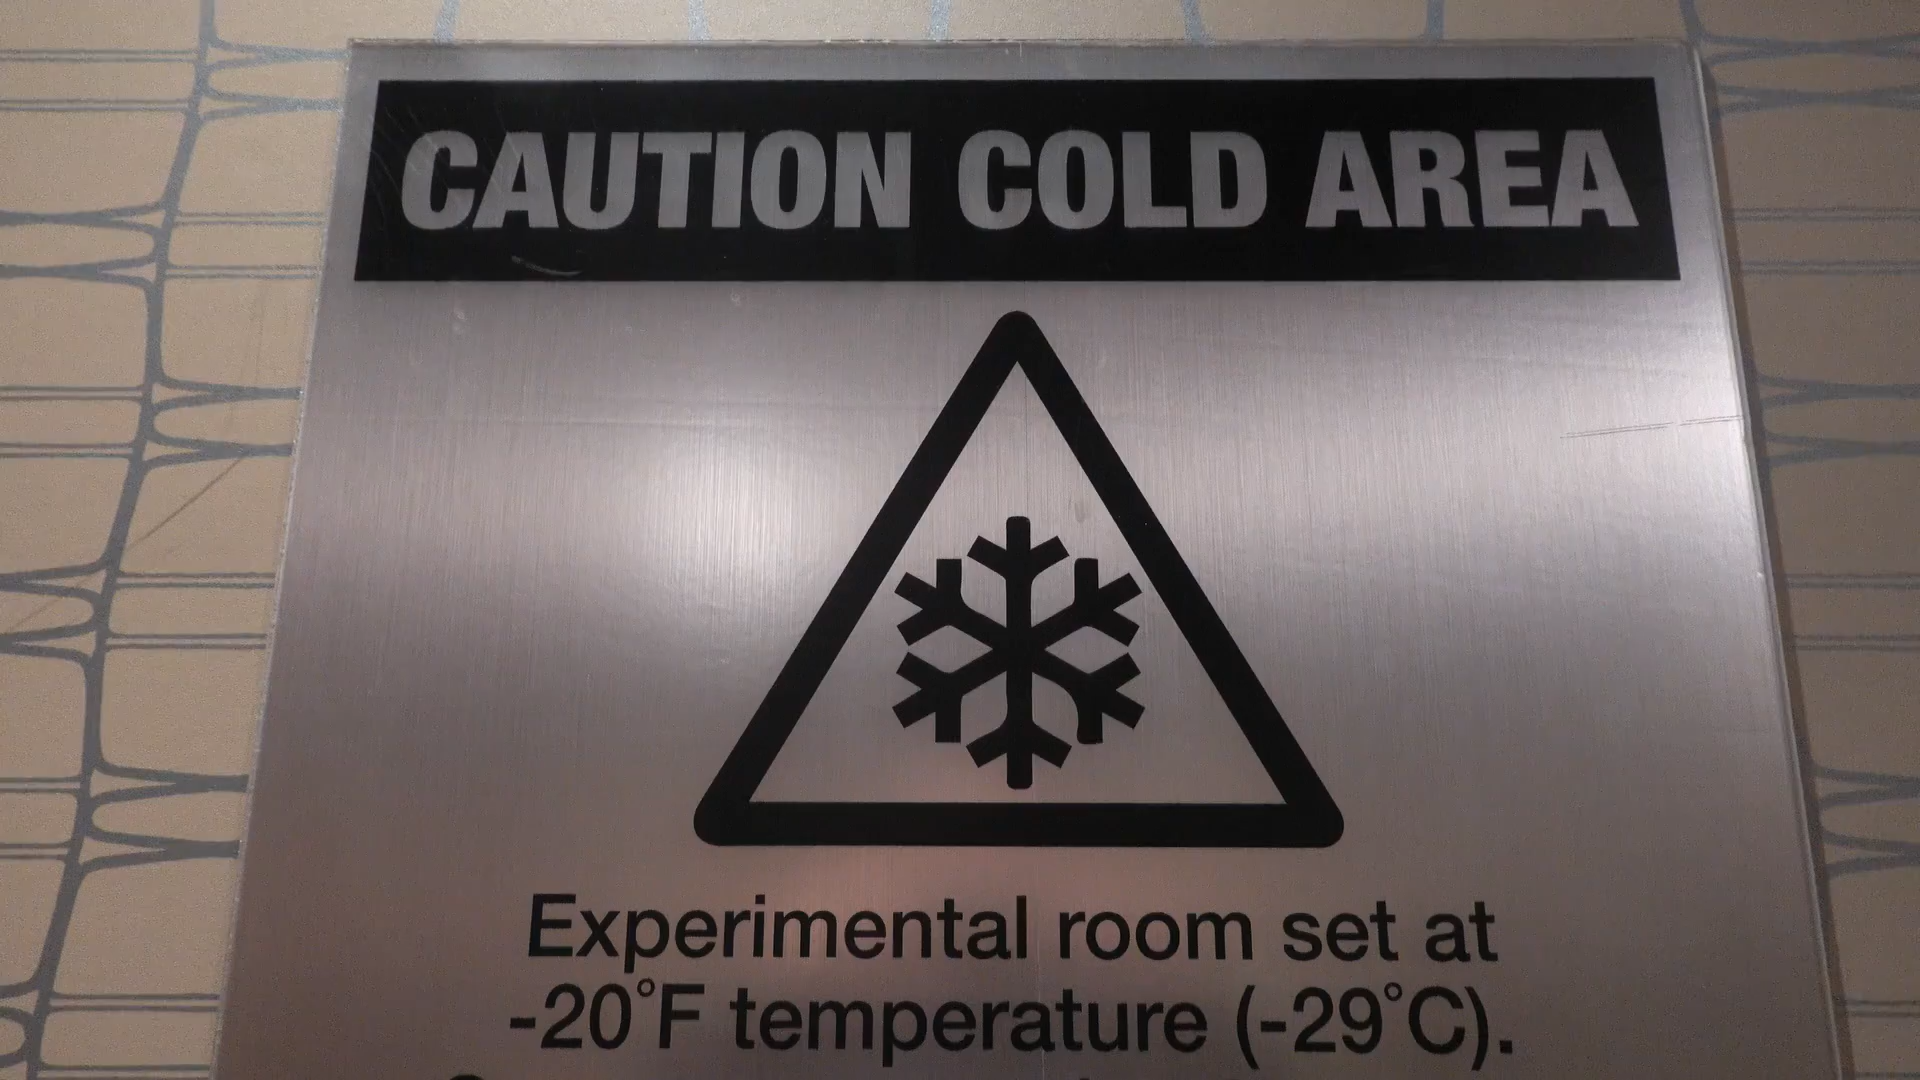 CAUTION COLD AREA
Experimental room set at
-20°F temperature (-29°C).